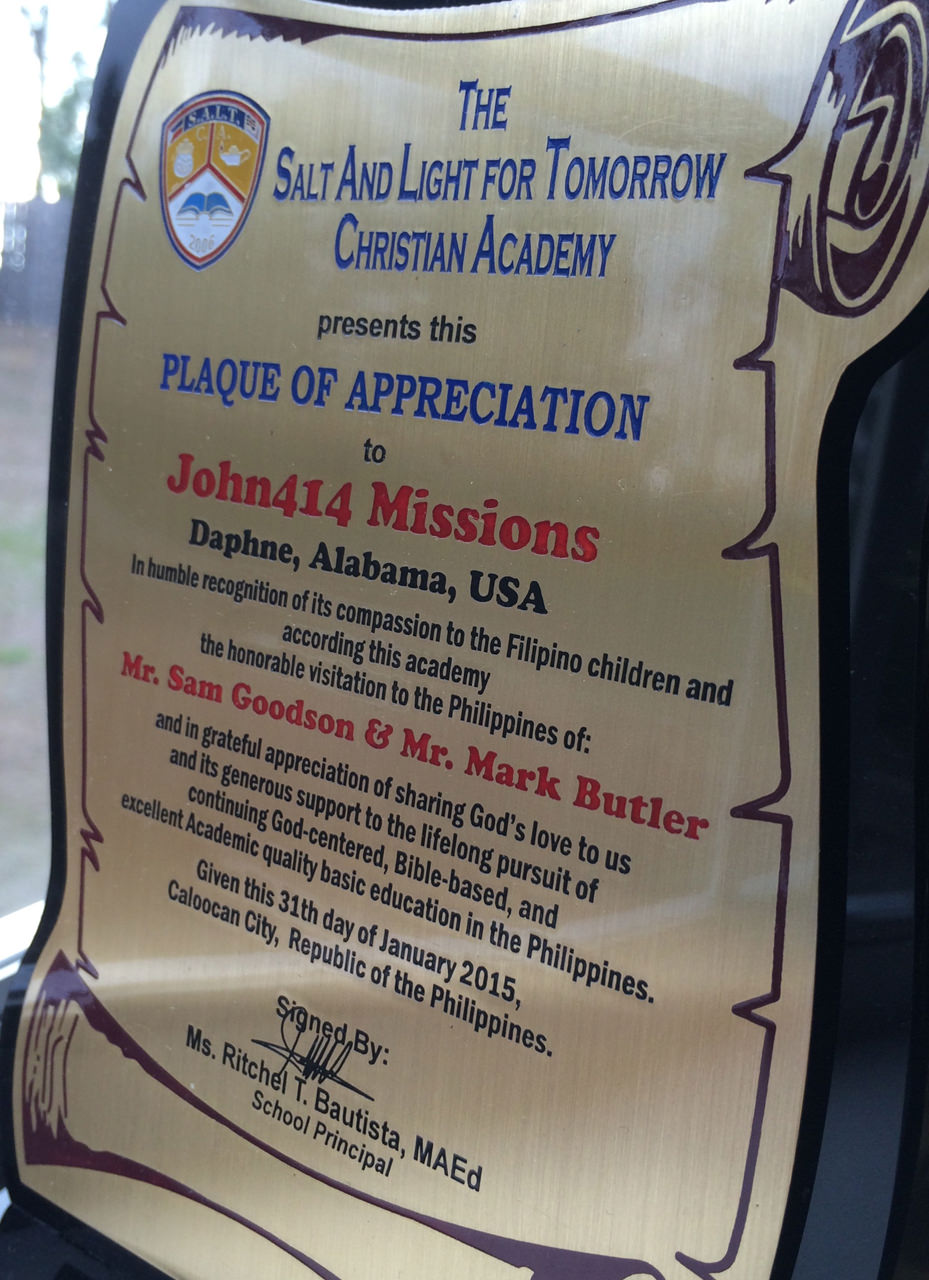 S.A.L.T.
C. A.
2006
THE
SALT AND LIGHT FOR TOMORROW
CHRISTIAN ACADEMY
presents this
PLAQUE OF APPRECIATION
to
John414 Missions
Daphne, Alabama, USA
In humble recognition of its compassion to the Filipino children and
according this academy
the honorable visitation to the Philippines of:
Mr. Sam Goodson & Mr. Mark Butler
and in grateful appreciation of sharing God's love to us
and its generous support to the lifelong pursuit of
continuing God-centered, Bible-based, and
excellent Academic quality basic education in the Philippines.
Given this 31th day of January 2015,
Caloocan City, Republic of the Philippines.
Signed By:
Ms. Ritchel T. Bautista, MAEd
School Principal